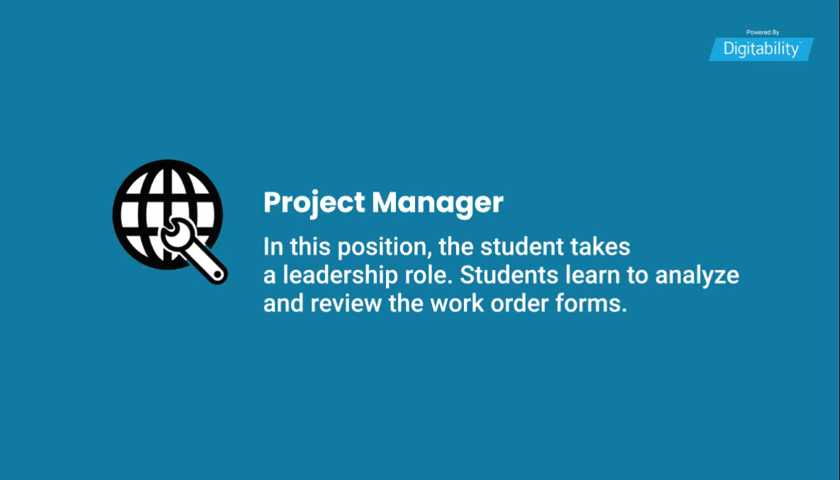 Powered By
Digitability
Project Manager
In this position, the student takes
a leadership role. Students learn to analyze
and review the work order forms.